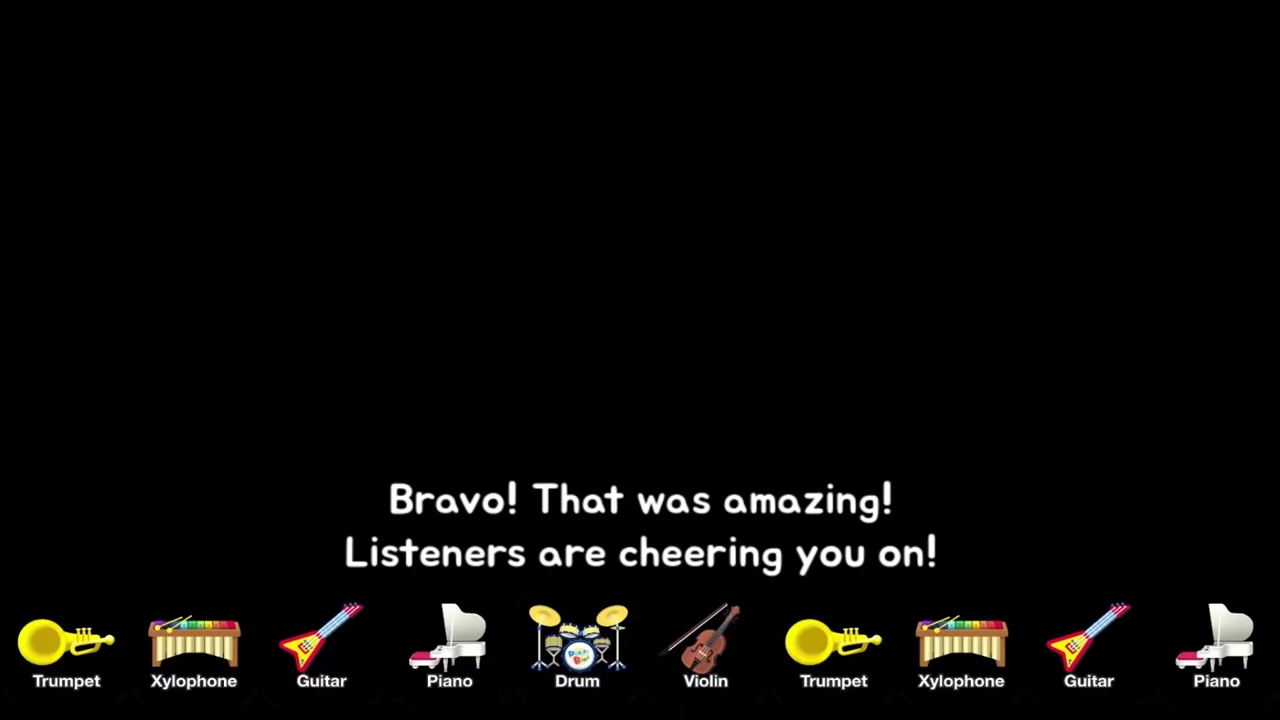 Bravo! That was amazing!
Listeners are cheering you on!
Trumpet Xylophone Guitar Piano Drum Violin Trumpet Xylophone Guitar Piano